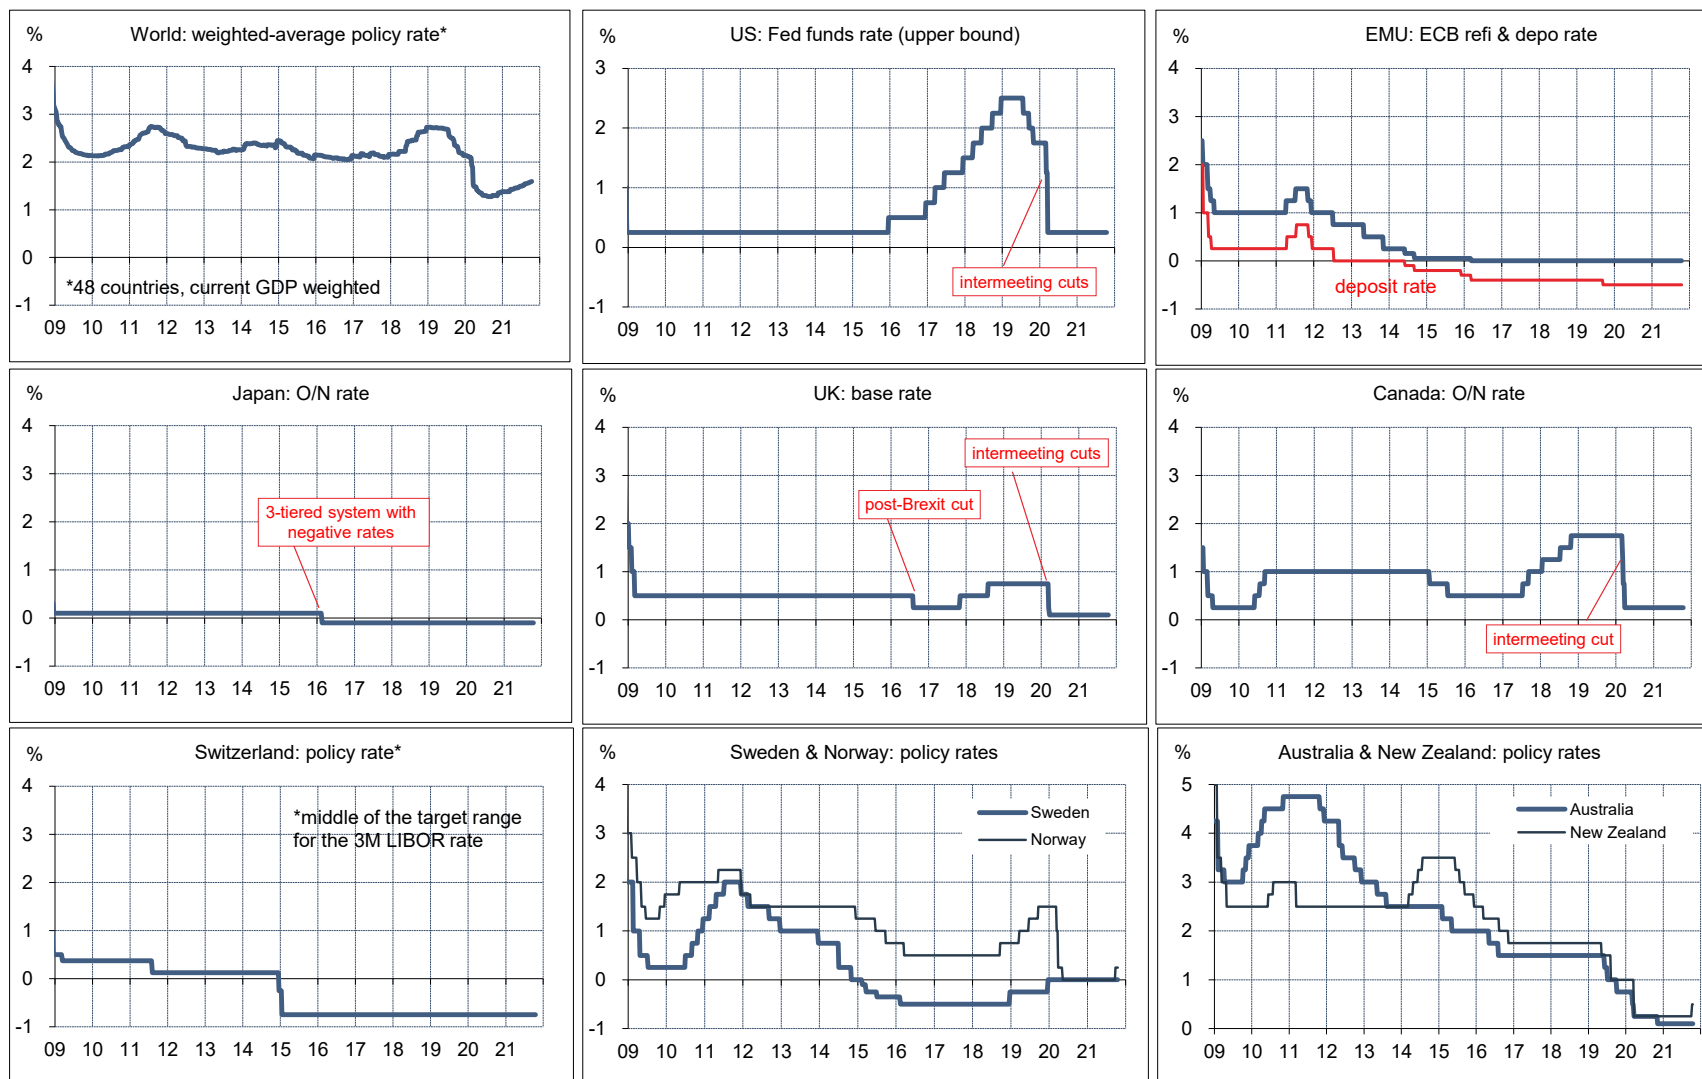 World: weighted-average policy rate*
%
4
3
2
1
0
-1
*48 countries, current GDP weighted
09 10 11 12 13 14 15 16 17 18 19 20 21
US: Fed funds rate (upper bound)
%
3
2
1
0
-1
intermeeting cuts
09 10 11 12 13 14 15 16 17 18 19 20 21
EMU: ECB refi & depo rate
%
4
3
2
1
0
-1
deposit rate
09 10 11 12 13 14 15 16 17 18 19 20 21
Japan: O/N rate
%
4
3
2
1
0
-1
3-tiered system with
negative rates
09 10 11 12 13 14 15 16 17 18 19 20 21
UK: base rate
%
4
3
2
1
0
-1
intermeeting cuts
post-Brexit cut
09 10 11 12 13 14 15 16 17 18 19 20 21
Canada: O/N rate
%
4
3
2
1
0
-1
intermeeting cut
09 10 11 12 13 14 15 16 17 18 19 20 21
Switzerland: policy rate*
%
4
3
2
1
0
-1
*middle of the target range
for the 3M LIBOR rate
09 10 11 12 13 14 15 16 17 18 19 20 21
Sweden & Norway: policy rates
%
4
3
2
1
0
-1
Sweden
Norway
09 10 11 12 13 14 15 16 17 18 19 20 21
Australia & New Zealand: policy rates
%
5
4
3
2
1
0
Australia
New Zealand
09 10 11 12 13 14 15 16 17 18 19 20 21